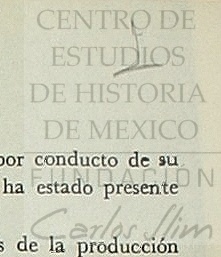 CENTRO DE
ESTUDIOS
DE HISTORIA
DE MEXICO
por conducto de su
FUNDACIÓN
ha estado presente
Carlos Slim
s de la producción